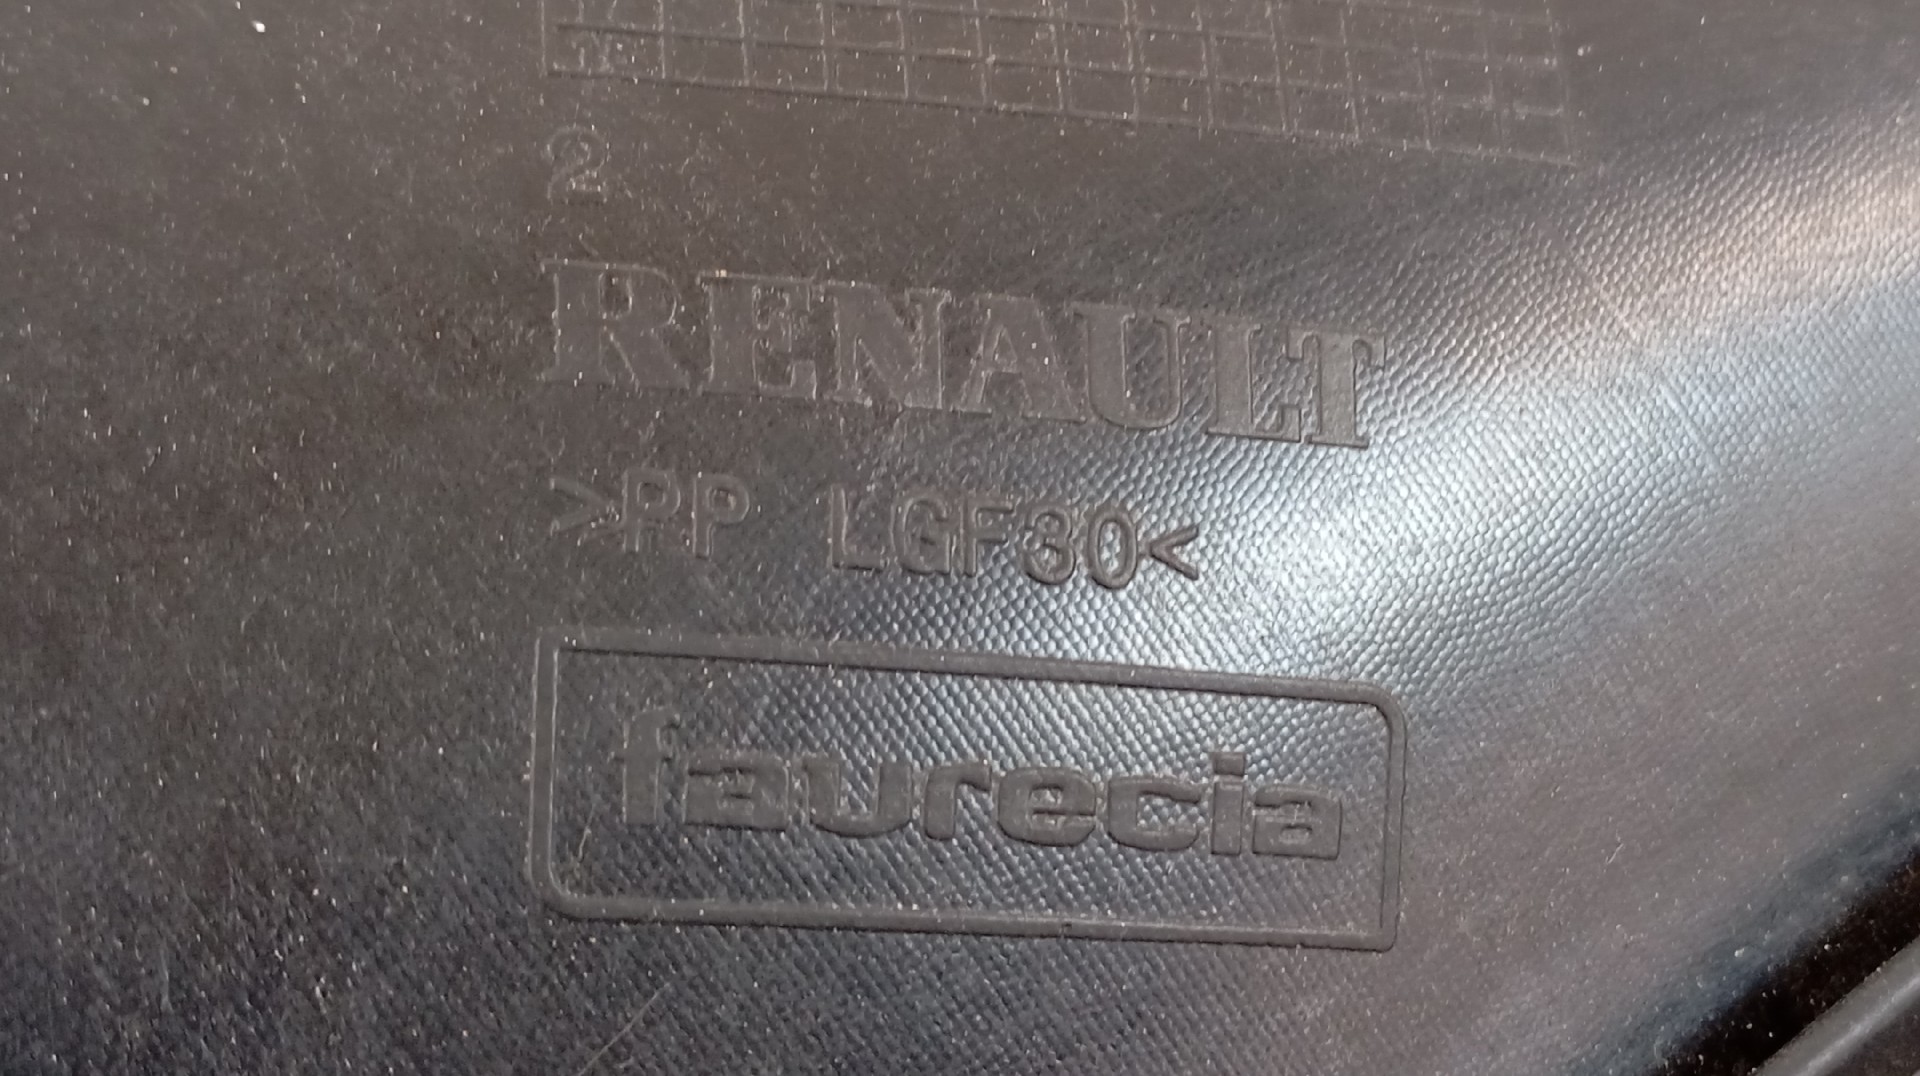 2
RENAULT
>PP LGF30<
faurecia